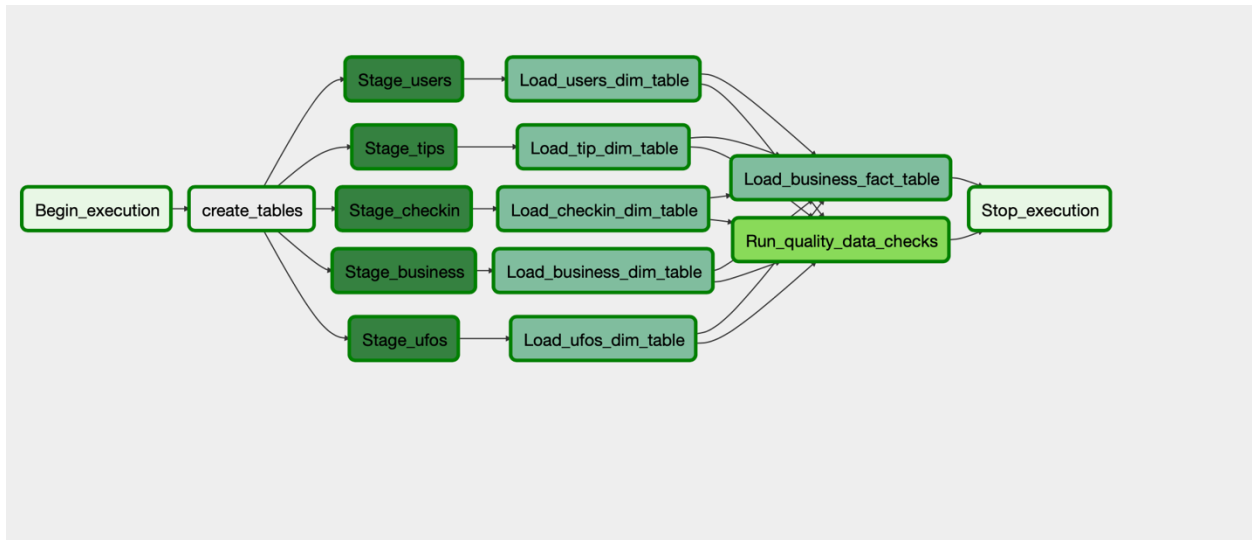 Begin_execution
create_tables
Stage_users
Load_users_dim_table
Stage_tips
Load_tip_dim_table
Stage_checkin
Load_checkin_dim_table
Stage_business
Load_business_dim_table
Stage_ufos
Load_ufos_dim_table
Load_business_fact_table
Run_quality_data_checks
Stop_execution